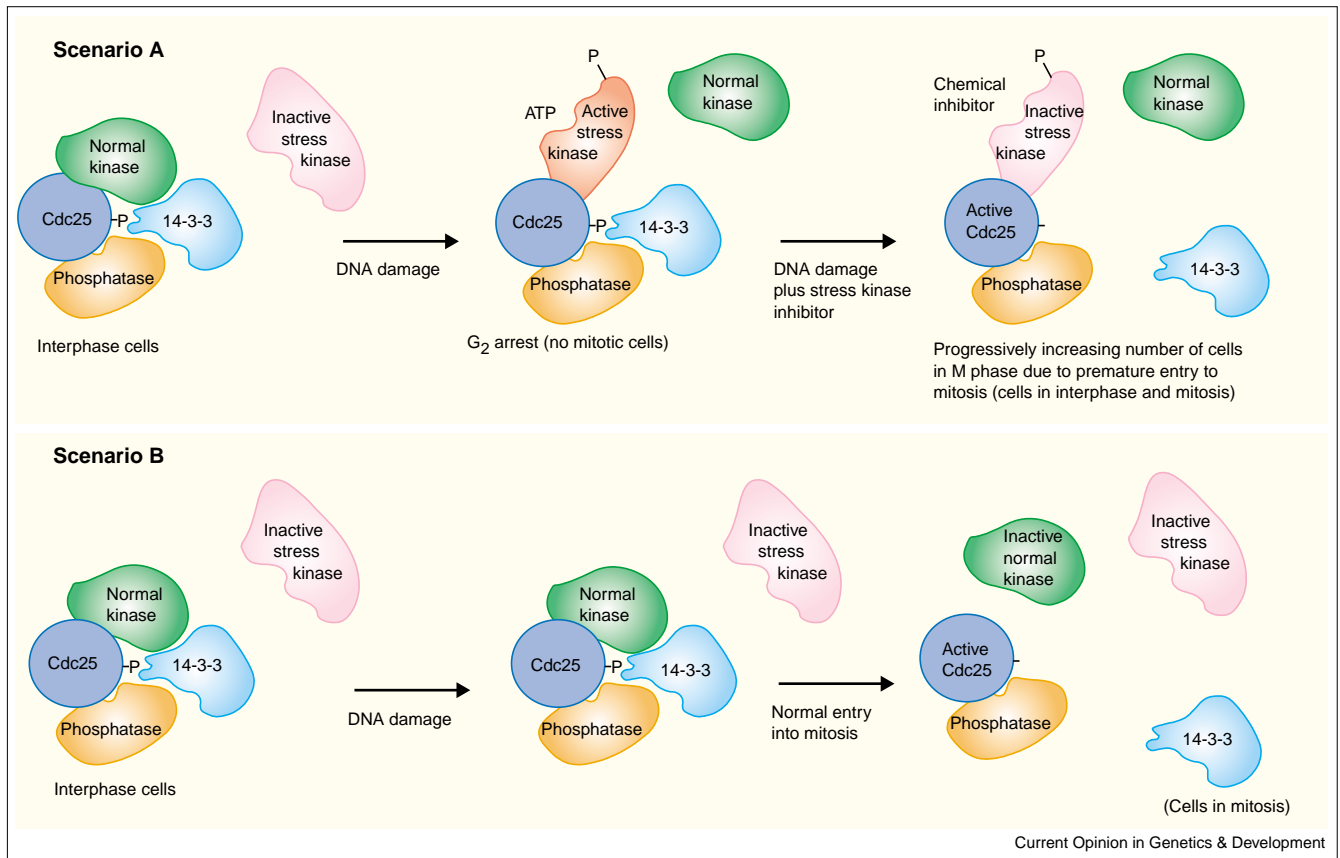 Scenario A
Normal
kinase
Inactive
stress
kinase
Cdc25
-P
14-3-3
Phosphatase
Interphase cells
DNA damage
P
ATP
Active
stress
kinase
Normal
kinase
Cdc25
-P
14-3-3
Phosphatase
G2 arrest (no mitotic cells)
DNA damage
plus stress kinase
inhibitor
P
Chemical
inhibitor
Inactive
stress
kinase
Normal
kinase
Active
Cdc25
-
14-3-3
Phosphatase
Progressively increasing number of cells
in M phase due to premature entry to
mitosis (cells in interphase and mitosis)
Scenario B
Inactive
stress
kinase
Normal
kinase
Cdc25
-P
14-3-3
Phosphatase
Interphase cells
DNA damage
Inactive
stress
kinase
Normal
kinase
Cdc25
-P
14-3-3
Phosphatase
Normal entry
into mitosis
Inactive
normal
kinase
Inactive
stress
kinase
Active
Cdc25
-
Phosphatase
14-3-3
(Cells in mitosis)
Current Opinion in Genetics & Development